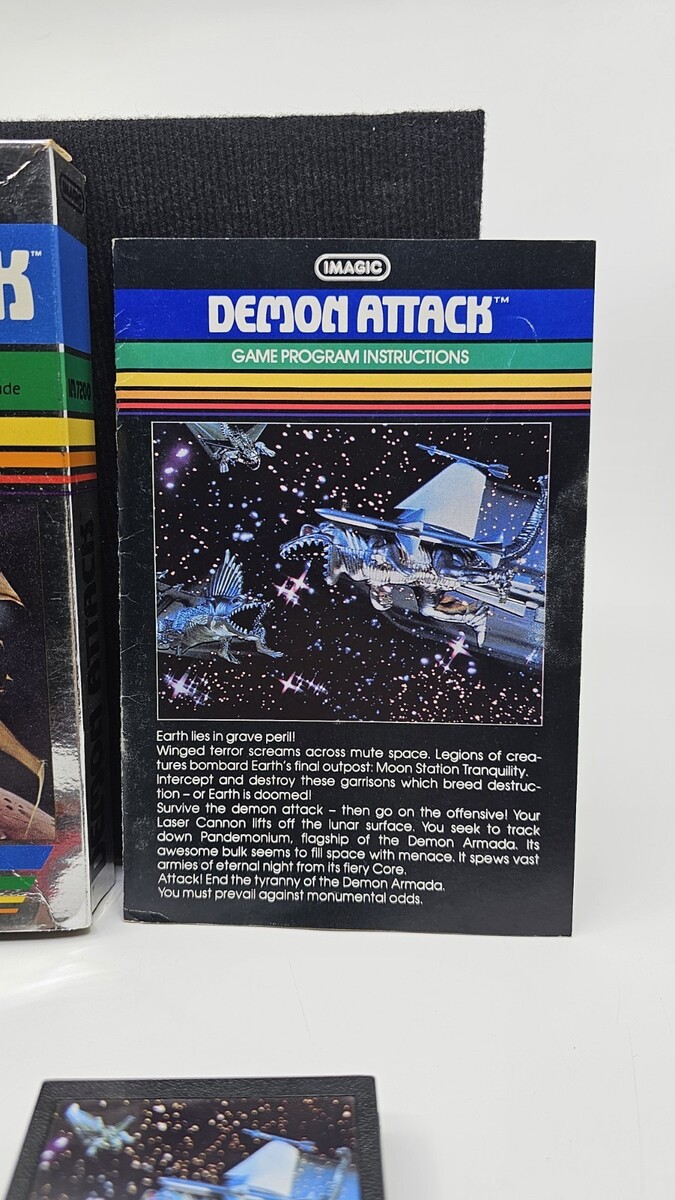 IMAGIC
K™
ade
IA7200
DEMON ATTACK
IMAGIC
DEMON ATTACK™
GAME PROGRAM INSTRUCTIONS
Earth lies in grave peril!
Winged terror screams across mute space. Legions of crea-
tures bombard Earth's final outpost: Moon Station Tranquility.
Intercept and destroy these garrisons which breed destruc-
tion – or Earth is doomed!
Survive the demon attack – then go on the offensive! Your
Laser Cannon lifts off the lunar surface. You seek to track
down Pandemonium, flagship of the Demon Armada. Its
awesome bulk seems to fill space with menace. It spews vast
armies of eternal night from its fiery Core.
Attack! End the tyranny of the Demon Armada.
You must prevail against monumental odds.